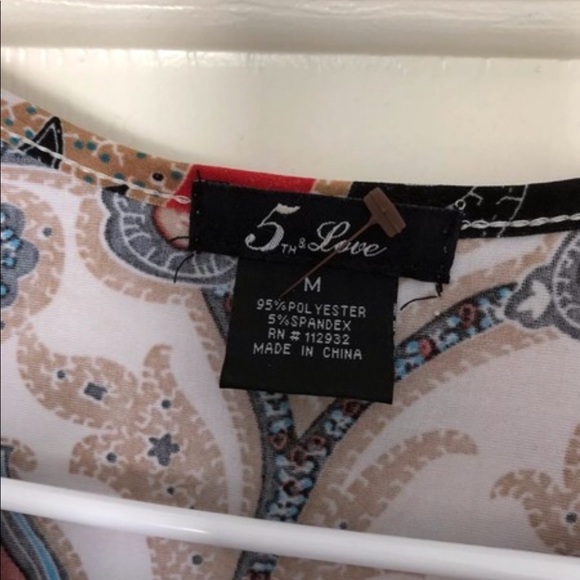 5TH & Love
M
95%POLYESTER
5%SPANDEX
RN # 112932
MADE IN CHINA